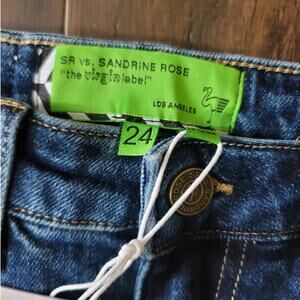 SR vs. SANDRINE ROSE
"the virgin label"
LOS ANGELES
24